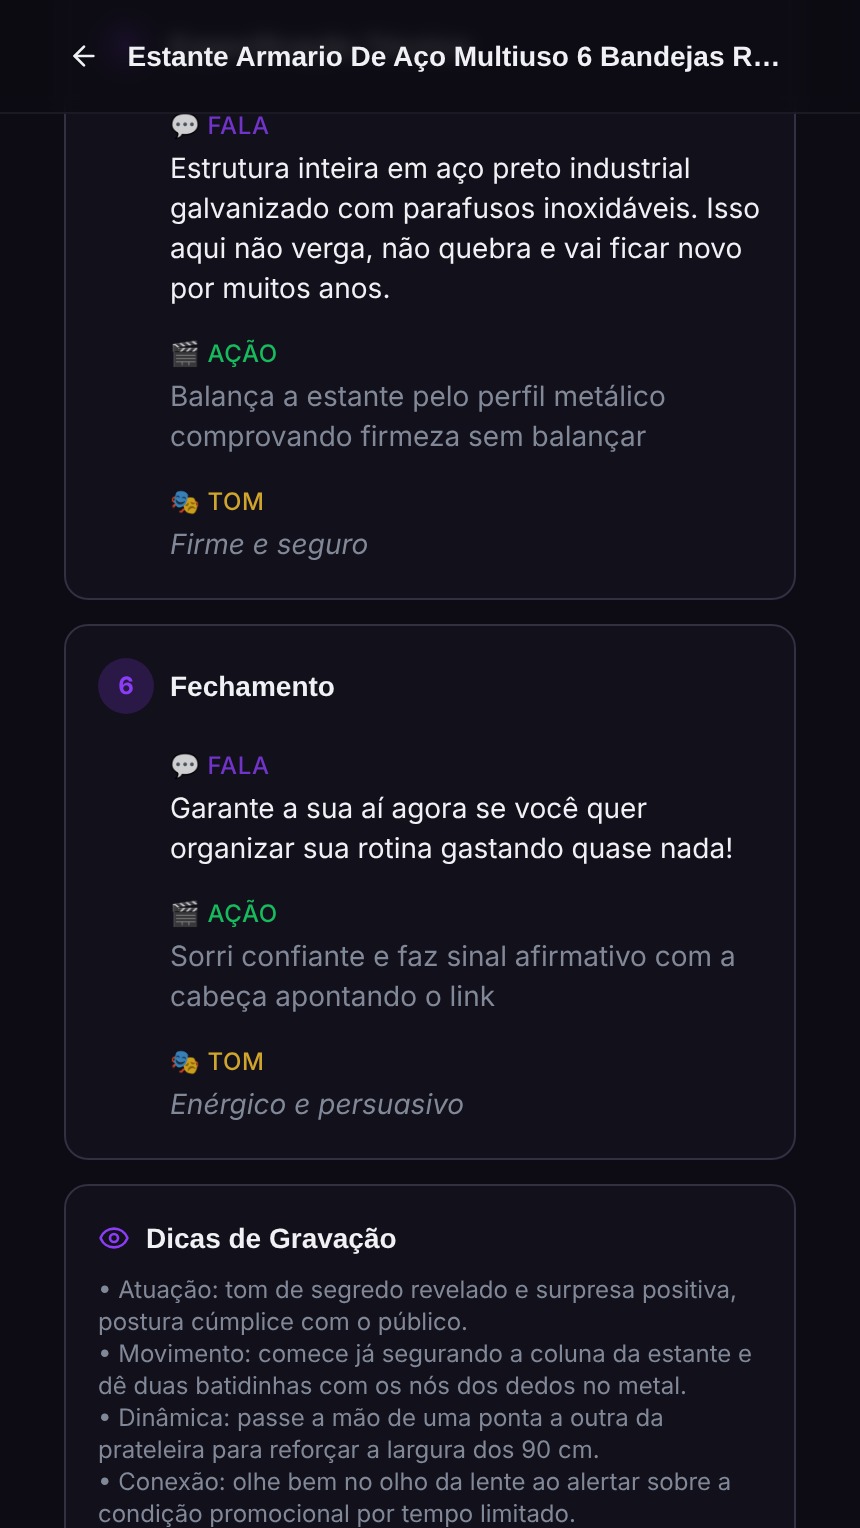 Estante Armario De Aço Multiuso 6 Bandejas R...
💬 FALA
Estrutura inteira em aço preto industrial
galvanizado com parafusos inoxidáveis. Isso
aqui não verga, não quebra e vai ficar novo
por muitos anos.
🎬 AÇÃO
Balança a estante pelo perfil metálico
comprovando firmeza sem balançar
🎭 TOM
Firme e seguro
6 Fechamento
💬 FALA
Garante a sua aí agora se você quer
organizar sua rotina gastando quase nada!
🎬 AÇÃO
Sorri confiante e faz sinal afirmativo com a
cabeça apontando o link
🎭 TOM
Enérgico e persuasivo
Dicas de Gravação
• Atuação: tom de segredo revelado e surpresa positiva,
postura cúmplice com o público.
• Movimento: comece já segurando a coluna da estante e
dê duas batidinhas com os nós dos dedos no metal.
• Dinâmica: passe a mão de uma ponta a outra da
prateleira para reforçar a largura dos 90 cm.
• Conexão: olhe bem no olho da lente ao alertar sobre a
condição promocional por tempo limitado.